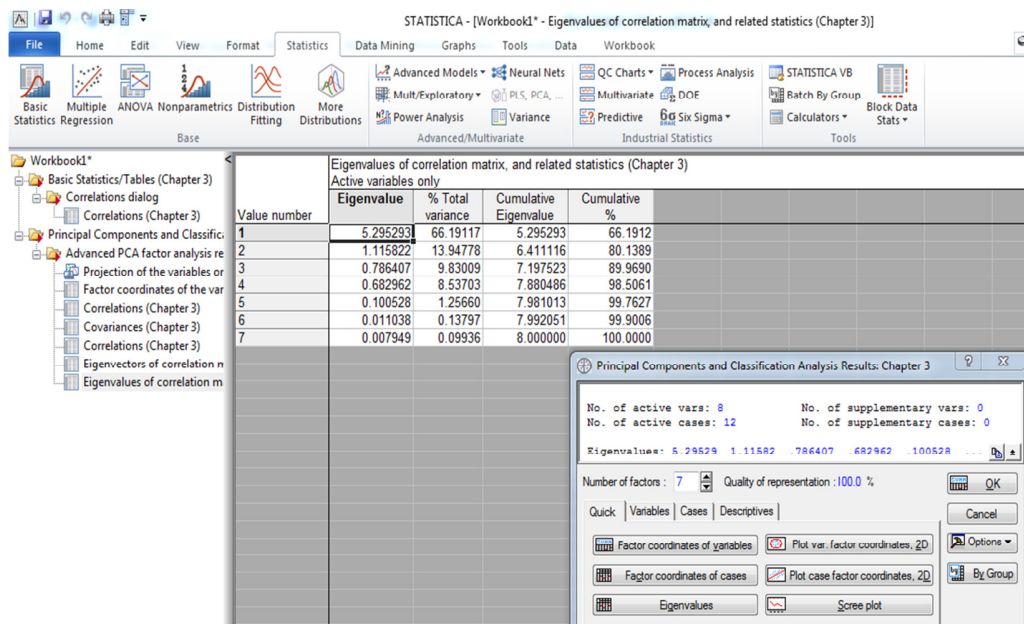 STATISTICA - [Workbook1* - Eigenvalues of correlation matrix, and related statistics (Chapter 3)]
File Home Edit View Format Statistics Data Mining Graphs Tools Data Workbook
Basic Statistics
Multiple Regression
ANOVA
Nonparametrics
Distribution Fitting
More Distributions
Base
Advanced Models
Mult/Exploratory
Power Analysis
Neural Nets
PLS, PCA, ...
Variance
Advanced/Multivariate
QC Charts
Multivariate
Predictive
Process Analysis
DOE
Six Sigma
Industrial Statistics
STATISTICA VB
Batch By Group
Calculators
Block Data Stats
Tools
Workbook1*
Basic Statistics/Tables (Chapter 3)
Correlations dialog
Correlations (Chapter 3)
Principal Components and Classifica
Advanced PCA factor analysis re
Projection of the variables or
Factor coordinates of the var
Correlations (Chapter 3)
Covariances (Chapter 3)
Correlations (Chapter 3)
Eigenvectors of correlation m
Eigenvalues of correlation m
Eigenvalues of correlation matrix, and related statistics (Chapter 3)
Active variables only
Value number Eigenvalue % Total variance Cumulative Eigenvalue Cumulative %
1 5.295293 66.19117 5.295293 66.1912
2 1.115822 13.94778 6.411116 80.1389
3 0.786407 9.83009 7.197523 89.9690
4 0.682962 8.53703 7.880486 98.5061
5 0.100528 1.25660 7.981013 99.7627
6 0.011038 0.13797 7.992051 99.9006
7 0.007949 0.09936 8.000000 100.0000
Principal Components and Classification Analysis Results: Chapter 3
No. of active vars: 8 No. of supplementary vars: 0
No. of active cases: 12 No. of supplementary cases: 0
Eigenvalues: 5.29529 1.11582 .786407 .682962 .100528 ...
Number of factors : 7 Quality of representation : 100.0 %
OK
Quick Variables Cases Descriptives
Cancel
Factor coordinates of variables Plot var. factor coordinates, 2D
Options
Factor coordinates of cases Plot case factor coordinates, 2D
By Group
Eigenvalues Scree plot